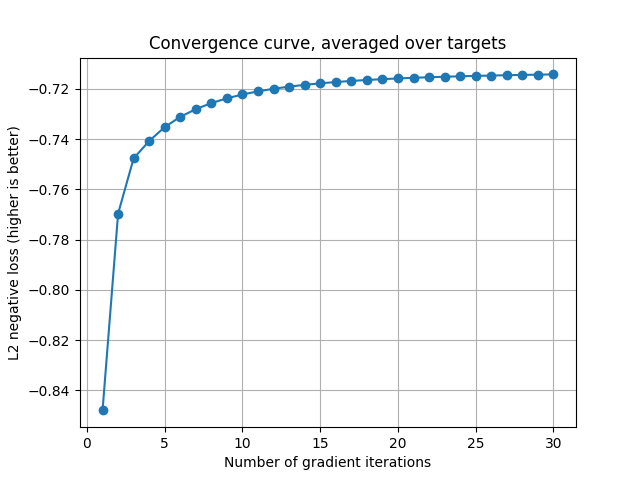 Convergence curve, averaged over targets
L2 negative loss (higher is better)
−0.72
−0.74
−0.76
−0.78
−0.80
−0.82
−0.84
0 5 10 15 20 25 30
Number of gradient iterations